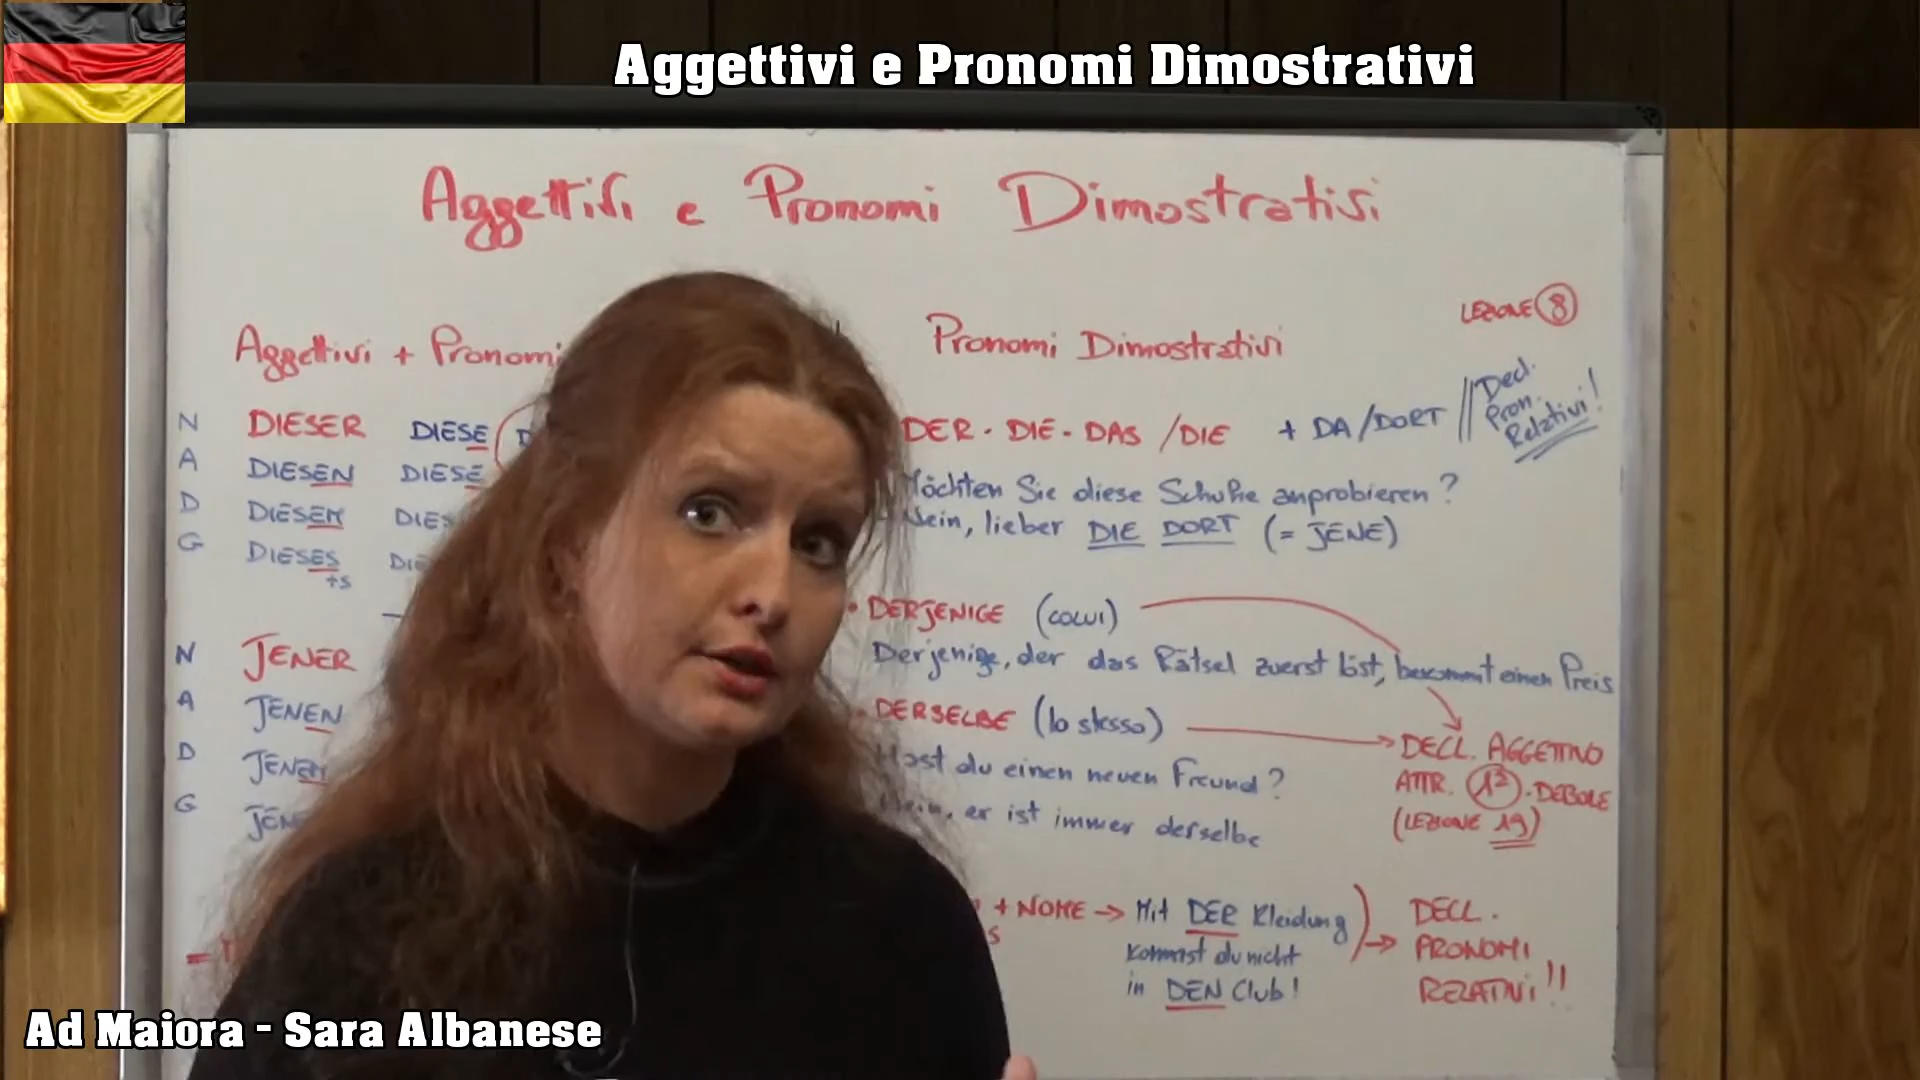 Aggettivi e Pronomi Dimostrativi
Aggettivi e Pronomi Dimostrativi
LEZIONE 8
Aggettivi + Pronomi
Pronomi Dimostrativi
N DIESER DIESE
A DIESEN DIESE
D DIESEM
G DIESES
+s
N JENER
A JENEN
D JENEM
G
DER · DIE · DAS / DIE + DA / DORT // Decl. Pron. Relativi!
Möchten Sie diese Schuhe anprobieren?
Nein, lieber DIE DORT (= JENE)
• DERJENIGE (colui)
Derjenige, der das Rätsel zuerst löst, bekommt einen Preis
DERSELBE (lo stesso)
Hast du einen neuen Freund?
Nein, er ist immer derselbe
DECL. AGGETTIVO
ATTR. 1ª · DEBOLE
(LEZIONE 19)
+ NOME → Mit DER Kleidung
kommst du nicht
in DEN Club!
→ DECL.
PRONOMI
RELATIVI!!
Ad Maiora - Sara Albanese